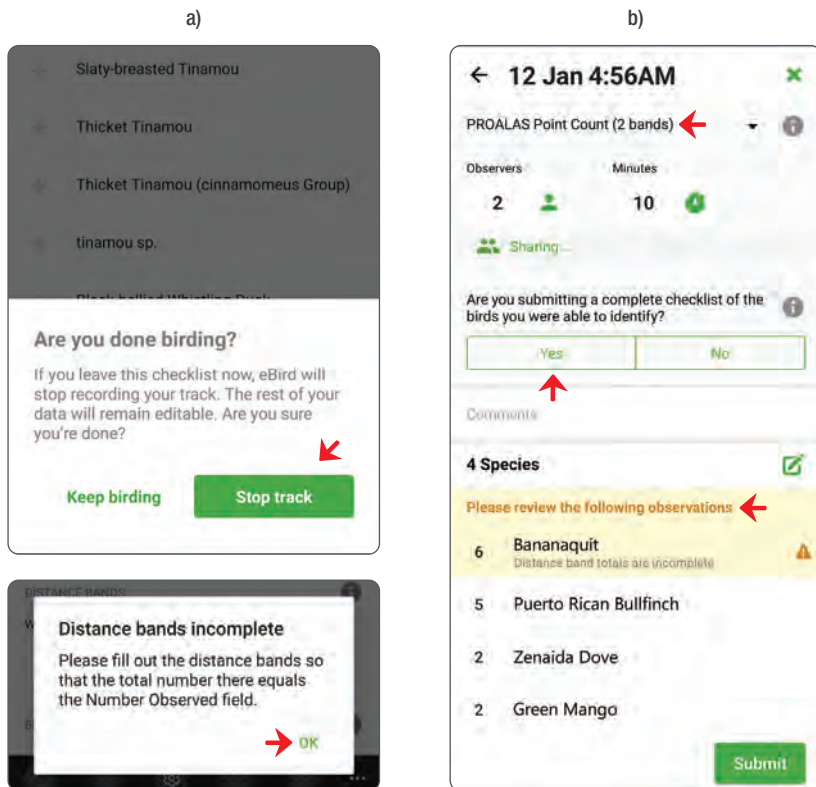 a)
Slaty-breasted Tinamou
Thicket Tinamou
Thicket Tinamou (cinnamomeus Group)
tinamou sp.
Black-bellied Whistling-Duck
Are you done birding?
If you leave this checklist now, eBird will
stop recording your track. The rest of your
data will remain editable. Are you sure
you're done?
Keep birding
Stop track
DISTANCE BANDS
Distance bands incomplete
Please fill out the distance bands so
that the total number there equals
the Number Observed field.
OK
b)
12 Jan 4:56AM
PROALAS Point Count (2 bands)
Observers
Minutes
2
10
Sharing...
Are you submitting a complete checklist of the
birds you were able to identify?
Yes
No
Comments
4 Species
Please review the following observations
6 Bananaquit
Distance band totals are incomplete
5 Puerto Rican Bullfinch
2 Zenaida Dove
2 Green Mango
Submit